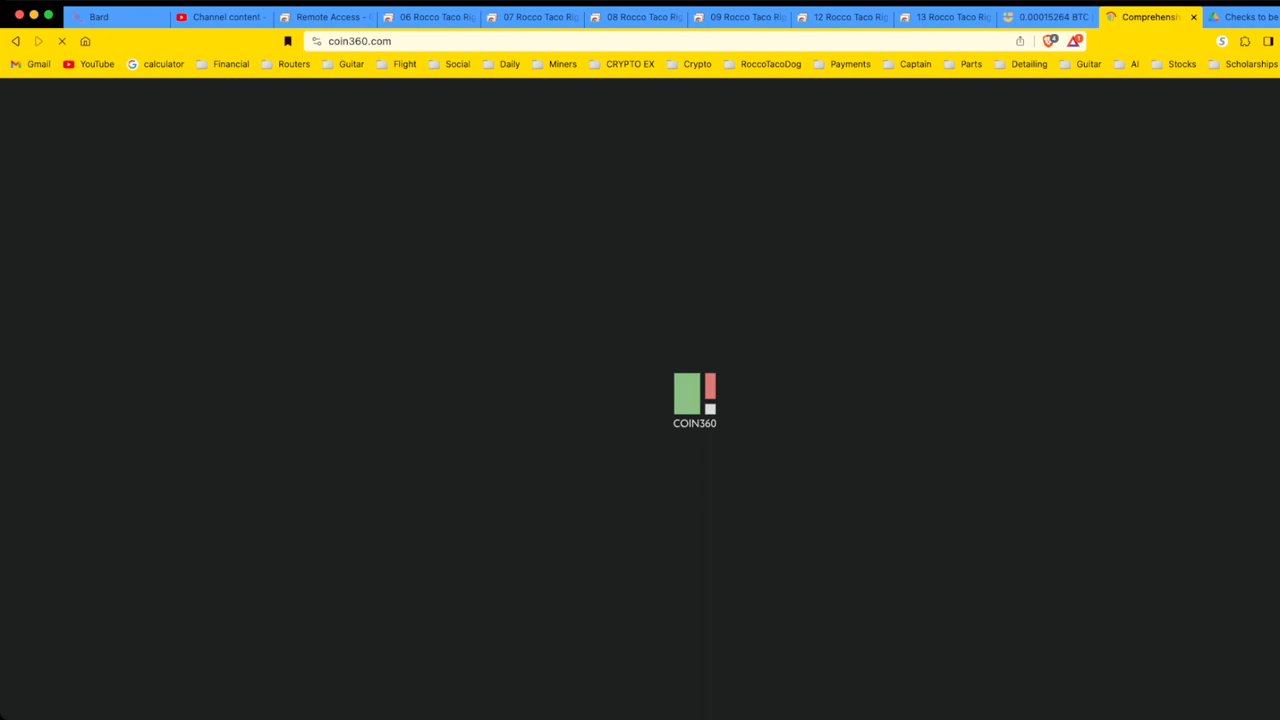 Bard Channel content - Remote Access - 06 Rocco Taco Rig 07 Rocco Taco Rig 08 Rocco Taco Rig 09 Rocco Taco Rig 12 Rocco Taco Rig 13 Rocco Taco Rig 0.00015264 BTC Comprehensiv Checks to be
coin360.com 4 1 S
Gmail YouTube calculator Financial Routers Guitar Flight Social Daily Miners CRYPTO EX Crypto RoccoTacoDog Payments Captain Parts Detailing Guitar AI Stocks Scholarships
COIN360